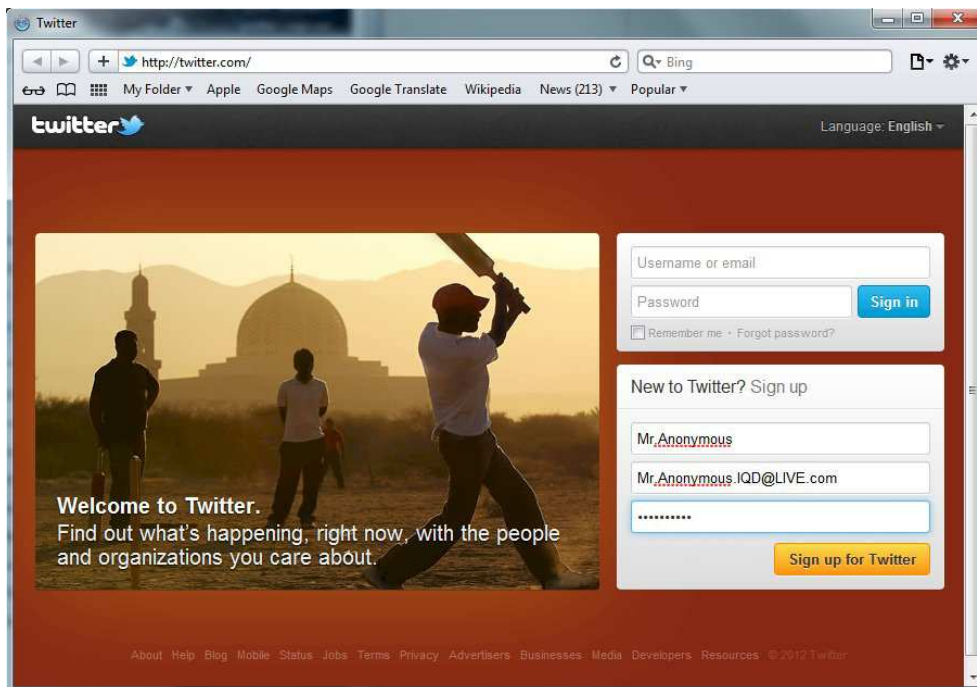 Twitter
http://twitter.com/
Bing
My Folder Apple Google Maps Google Translate Wikipedia News (213) Popular
twitter
Language: English
Username or email
Password
Sign in
Remember me · Forgot password?
New to Twitter? Sign up
Mr.Anonymous
Mr.Anonymous.IQD@LIVE.com
••••••••••
Sign up for Twitter
Welcome to Twitter.
Find out what's happening, right now, with the people
and organizations you care about.
About Help Blog Mobile Status Jobs Terms Privacy Advertisers Businesses Media Developers Resources © 2012 Twitter